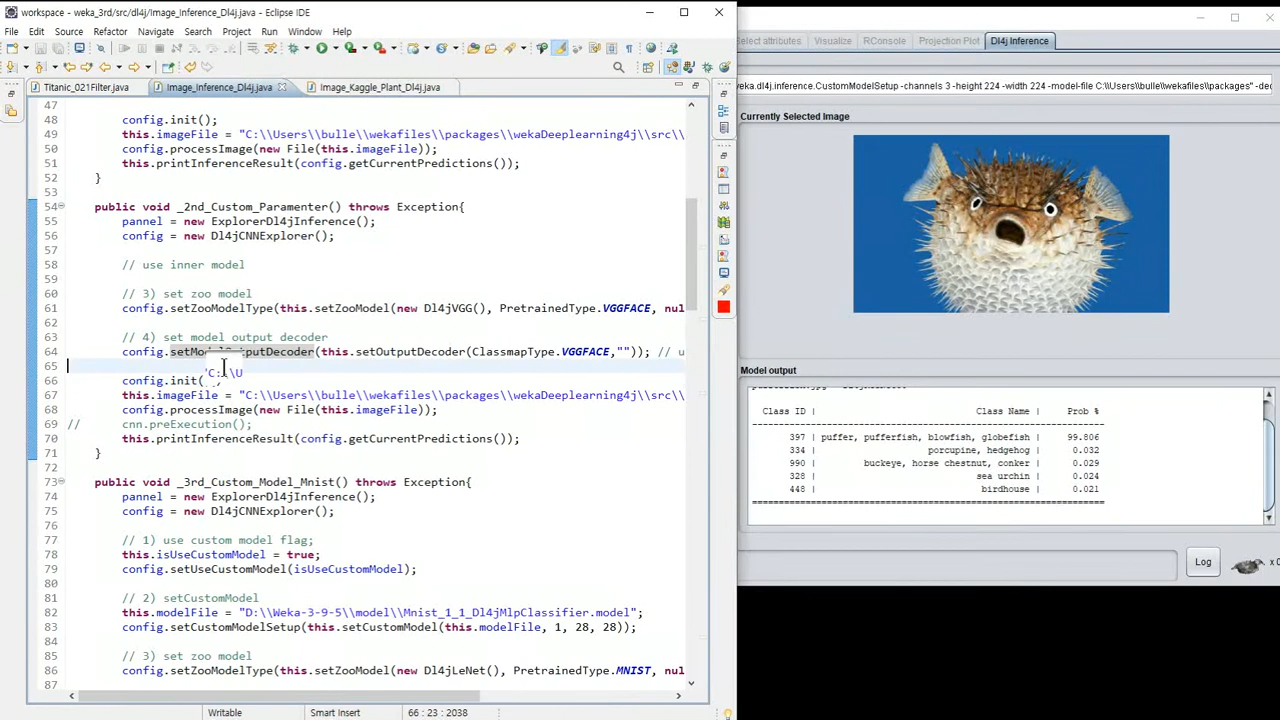 workspace - weka_3rd/src/dl4j/Image_Inference_Dl4j.java - Eclipse IDE
File Edit Source Refactor Navigate Search Project Run Window Help
Titanic_021Filter.java Image_Inference_Dl4j.java Image_Kaggle_Plant_Dl4j.java
47
48 config.init();
49 this.imageFile = "C:\\Users\\bulle\\wekafiles\\packages\\wekaDeeplearning4j\\src\\
50 config.processImage(new File(this.imageFile));
51 this.printInferenceResult(config.getCurrentPredictions());
52 }
53
54 public void _2nd_Custom_Paramenter() throws Exception{
55 pannel = new ExplorerDl4jInference();
56 config = new Dl4jCNNExplorer();
57
58 // use inner model
59
60 // 3) set zoo model
61 config.setZooModelType(this.setZooModel(new Dl4jVGG(), PretrainedType.VGGFACE, nul
62
63 // 4) set model output decoder
64 config.setModelOutputDecoder(this.setOutputDecoder(ClassmapType.VGGFACE,"")); // u
65
66 config.init(
67 this.imageFile = "C:\\Users\\bulle\\wekafiles\\packages\\wekaDeeplearning4j\\src\\
68 config.processImage(new File(this.imageFile));
69 // cnn.preExecution();
70 this.printInferenceResult(config.getCurrentPredictions());
71 }
72
73 public void _3rd_Custom_Model_Mnist() throws Exception{
74 pannel = new ExplorerDl4jInference();
75 config = new Dl4jCNNExplorer();
76
77 // 1) use custom model flag;
78 this.isUseCustomModel = true;
79 config.setUseCustomModel(isUseCustomModel);
80
81 // 2) setCustomModel
82 this.modelFile = "D:\\Weka-3-9-5\\model\\Mnist_1_1_Dl4jMlpClassifier.model";
83 config.setCustomModelSetup(this.setCustomModel(this.modelFile, 1, 28, 28));
84
85 // 3) set zoo model
86 config.setZooModelType(this.setZooModel(new Dl4jLeNet(), PretrainedType.MNIST, nul
87
Writable Smart Insert 66 : 23 : 2038
elect attributes Visualize RConsole Projection Plot Dl4j Inference
weka.dl4j.inference.CustomModelSetup -channels 3 -height 224 -width 224 -model-file C:\\Users\\bulle\\wekafiles\\packages" -dec
Currently Selected Image
Model output
Class ID | Class Name | Prob %
397 | puffer, pufferfish, blowfish, globefish | 99.806
334 | porcupine, hedgehog | 0.032
990 | buckeye, horse chestnut, conker | 0.029
328 | sea urchin | 0.024
448 | birdhouse | 0.021
Log
x 0